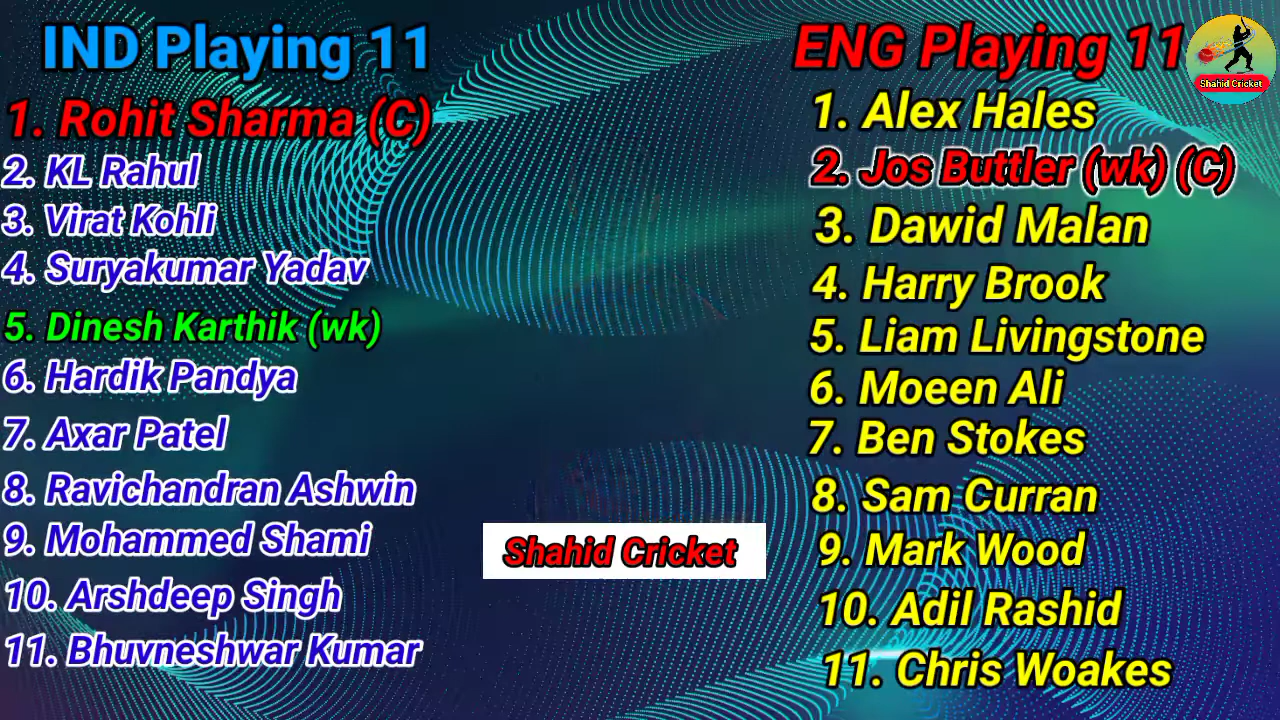 IND Playing 11
1. Rohit Sharma (C)
2. KL Rahul
3. Virat Kohli
4. Suryakumar Yadav
5. Dinesh Karthik (wk)
6. Hardik Pandya
7. Axar Patel
8. Ravichandran Ashwin
9. Mohammed Shami
10. Arshdeep Singh
11. Bhuvneshwar Kumar
Shahid Cricket
ENG Playing 11
1. Alex Hales
2. Jos Buttler (wk) (C)
3. Dawid Malan
4. Harry Brook
5. Liam Livingstone
6. Moeen Ali
7. Ben Stokes
8. Sam Curran
9. Mark Wood
10. Adil Rashid
11. Chris Woakes
Shahid Cricket